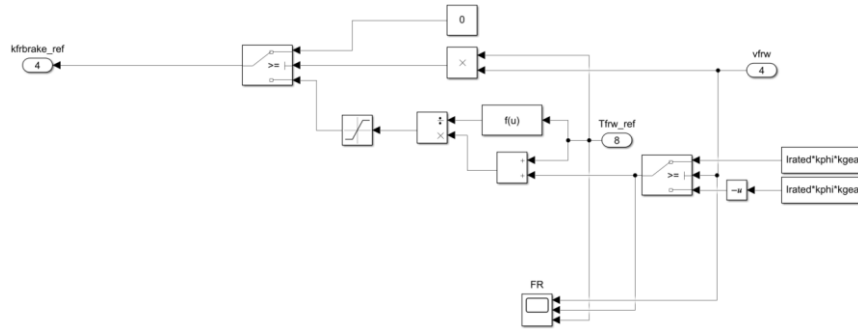 0
kfrbrake_ref
4
>=
×
vfrw
4
÷
×
f(u)
Tfrw_ref
8
+
+
>=
Irated*kphi*kgea
-u
Irated*kphi*kgea
FR